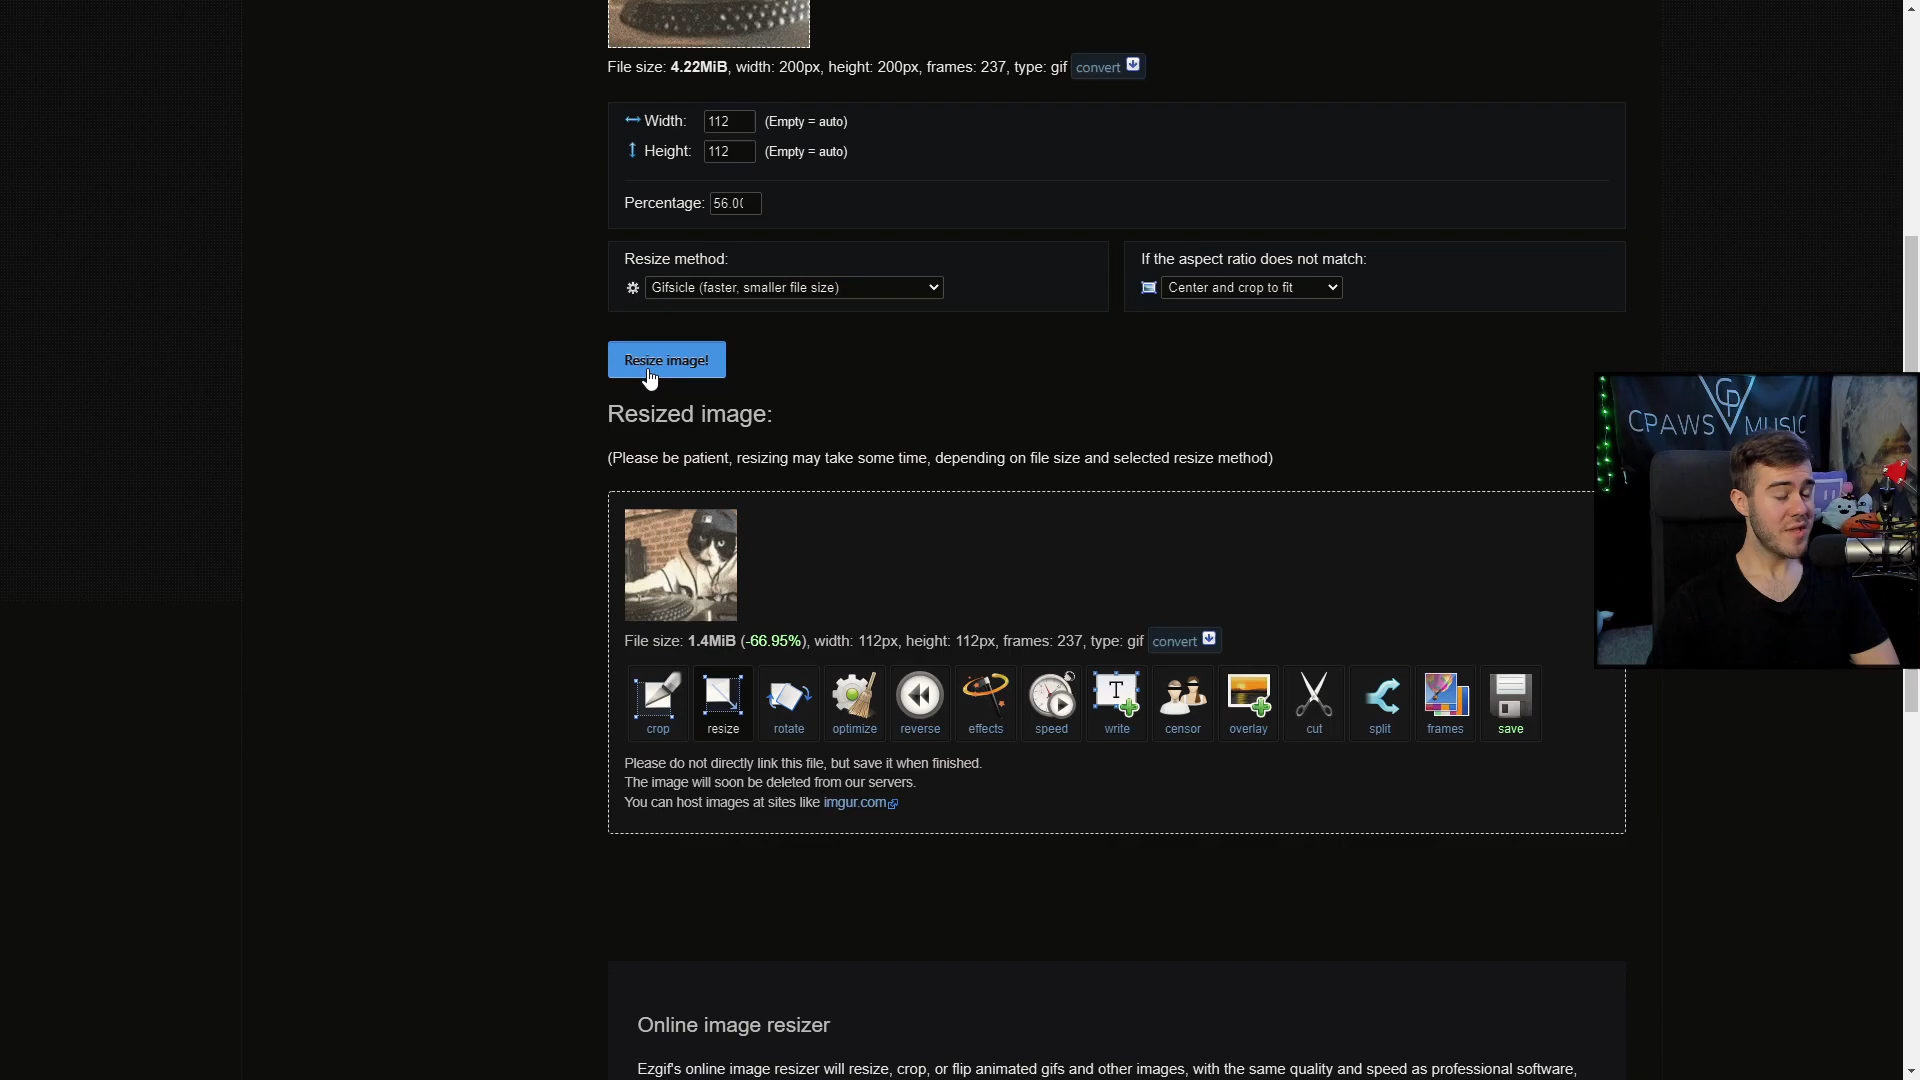 File size: 4.22MiB, width: 200px, height: 200px, frames: 237, type: gif convert
Width: 112 (Empty = auto)
Height: 112 (Empty = auto)
Percentage: 56.0(
Resize method:
Gifsicle (faster, smaller file size)
If the aspect ratio does not match:
Center and crop to fit
Resize image!
Resized image:
(Please be patient, resizing may take some time, depending on file size and selected resize method)
CP
CPAWS MUSIC
File size: 1.4MiB (-66.95%), width: 112px, height: 112px, frames: 237, type: gif convert
T
crop resize rotate optimize reverse effects speed write censor overlay cut split frames save
Please do not directly link this file, but save it when finished.
The image will soon be deleted from our servers.
You can host images at sites like imgur.com
Online image resizer
Ezgif's online image resizer will resize, crop, or flip animated gifs and other images, with the same quality and speed as professional software,